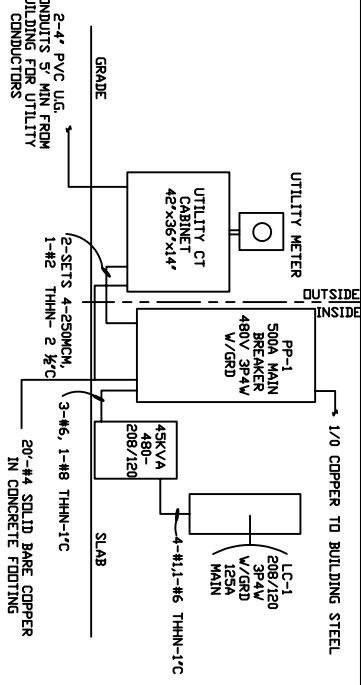 UTILITY METER
UTILITY CT
CABINET
42"x36"x14"
OUTSIDE
INSIDE
PP-1
500A MAIN
BREAKER
480V 3P4W
W/GRD
1/0 COPPER TO BUILDING STEEL
LC-1
208/120
3P4W
W/GRD
125A
MAIN
45KVA
480-
208/120
4-#1,1-#6 THHN-1"C
GRADE
SLAB
2-4" PVC U.G.
CONDUITS 5' MIN FROM
BUILDING FOR UTILITY
CONDUCTORS
2-SETS 4-250MCM,
1-#2 THHN- 2 ½"C
3-#6, 1-#8 THHN-1"C
20'-#4 SOLID BARE COPPER
IN CONCRETE FOOTING